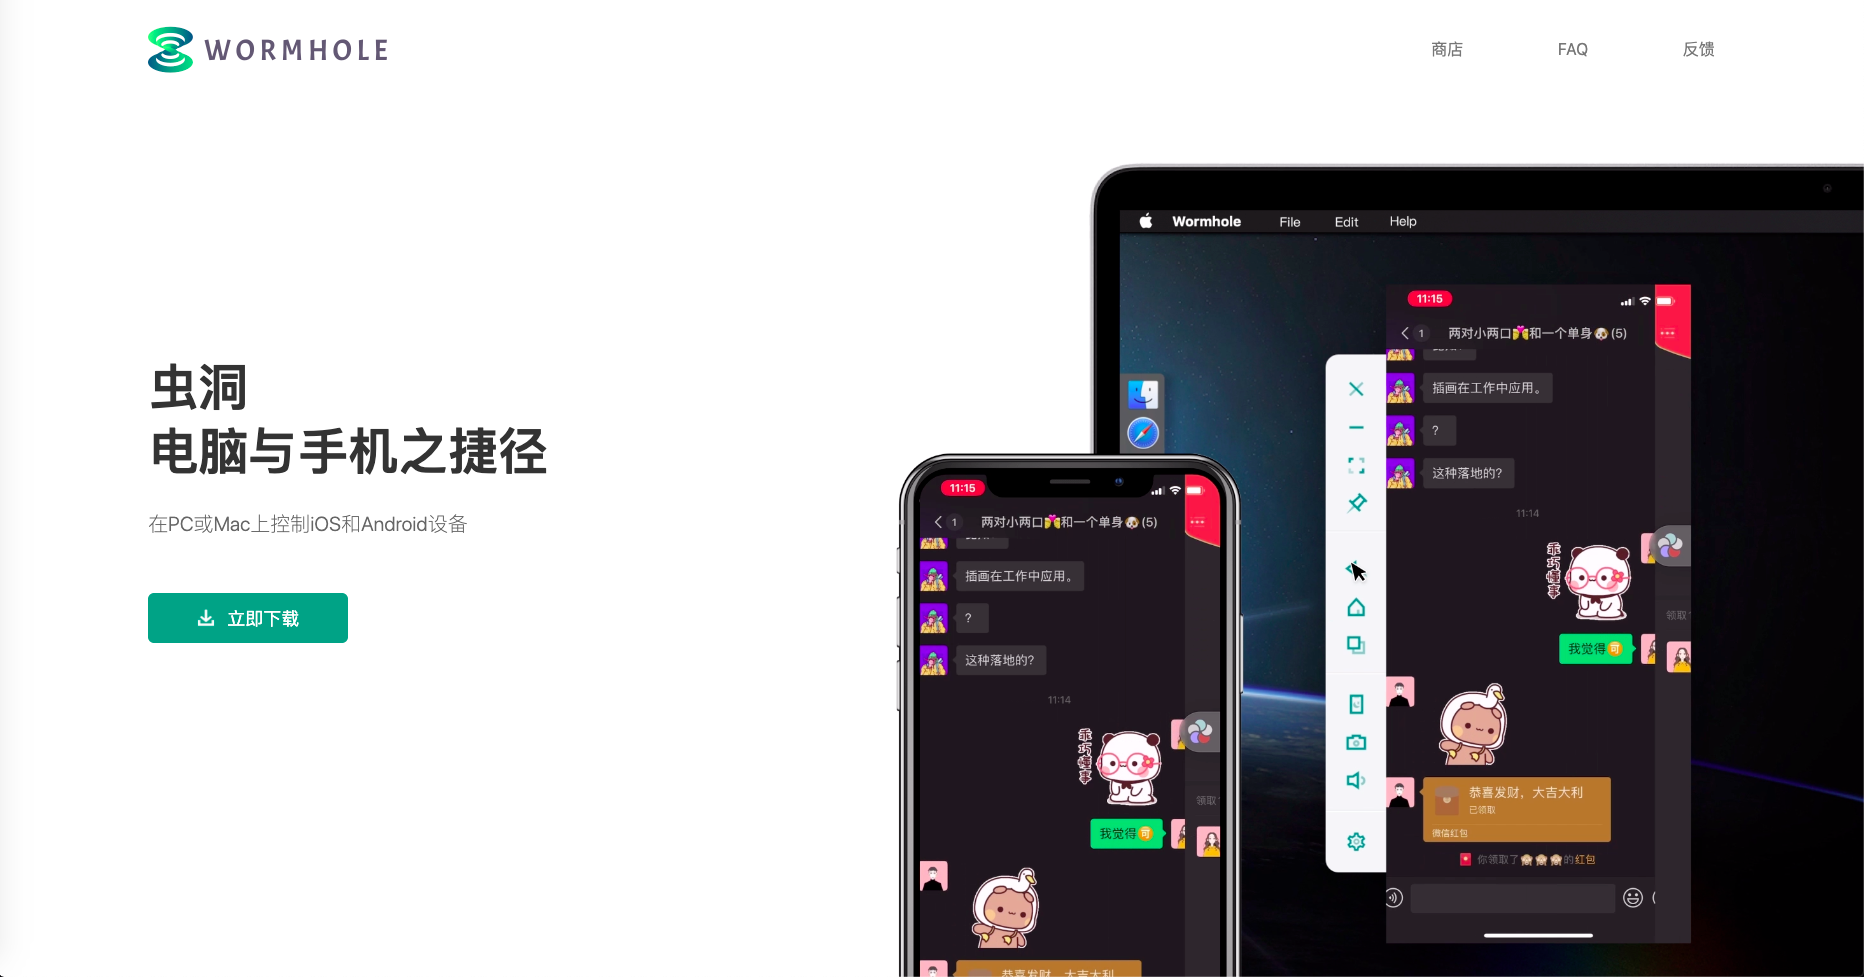 WORMHOLE
商店
FAQ
反馈
虫洞
电脑与手机之捷径
在PC或Mac上控制iOS和Android设备
立即下载
Wormhole File Edit Help
11:15
1 两对小两口和一个单身(5)
插画在工作中应用。
?
这种落地的?
11:14
乖巧懂事
领取
我觉得可
恭喜发财，大吉大利
已领取
微信红包
你领取了的红包
11:15
1 两对小两口和一个单身(5)
插画在工作中应用。
?
这种落地的?
11:14
乖巧懂事
领取
我觉得可
恭喜发财，大吉大利